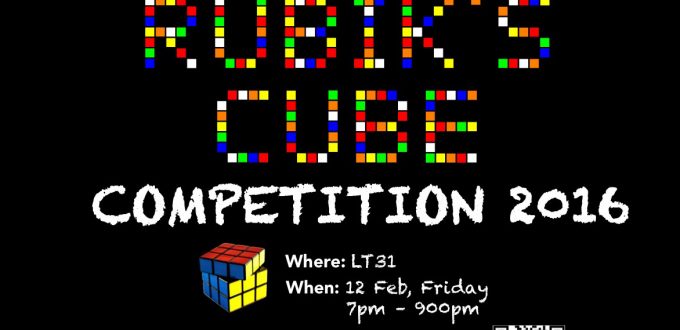 RUBIK'S
CUBE
COMPETITION 2016
Where: LT31
When: 12 Feb, Friday
7pm - 900pm